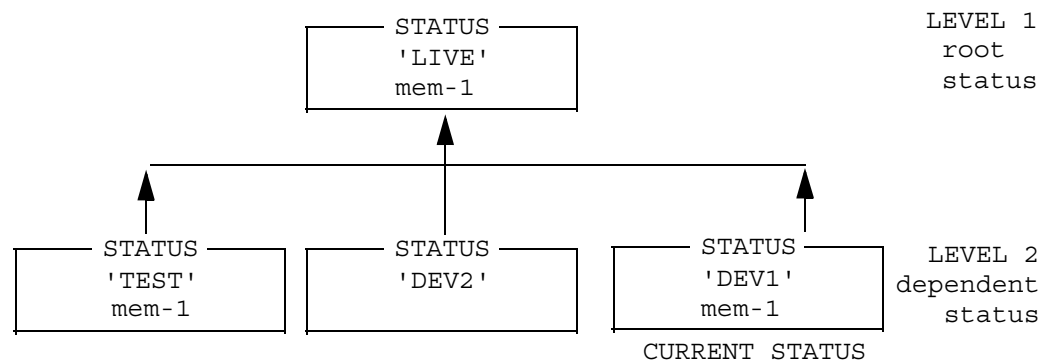 STATUS
'LIVE'
mem-1
LEVEL 1
root
status
STATUS
'TEST'
mem-1
STATUS
'DEV2'
STATUS
'DEV1'
mem-1
LEVEL 2
dependent
status
CURRENT STATUS